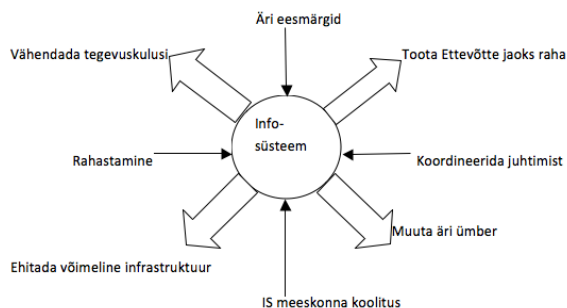 Äri eesmärgid
Vähendada tegevuskulusi
Toota Ettevõtte jaoks raha
Info-
süsteem
Rahastamine
Koordineerida juhtimist
Muuta äri ümber
Ehitada võimeline infrastruktuur
IS meeskonna koolitus